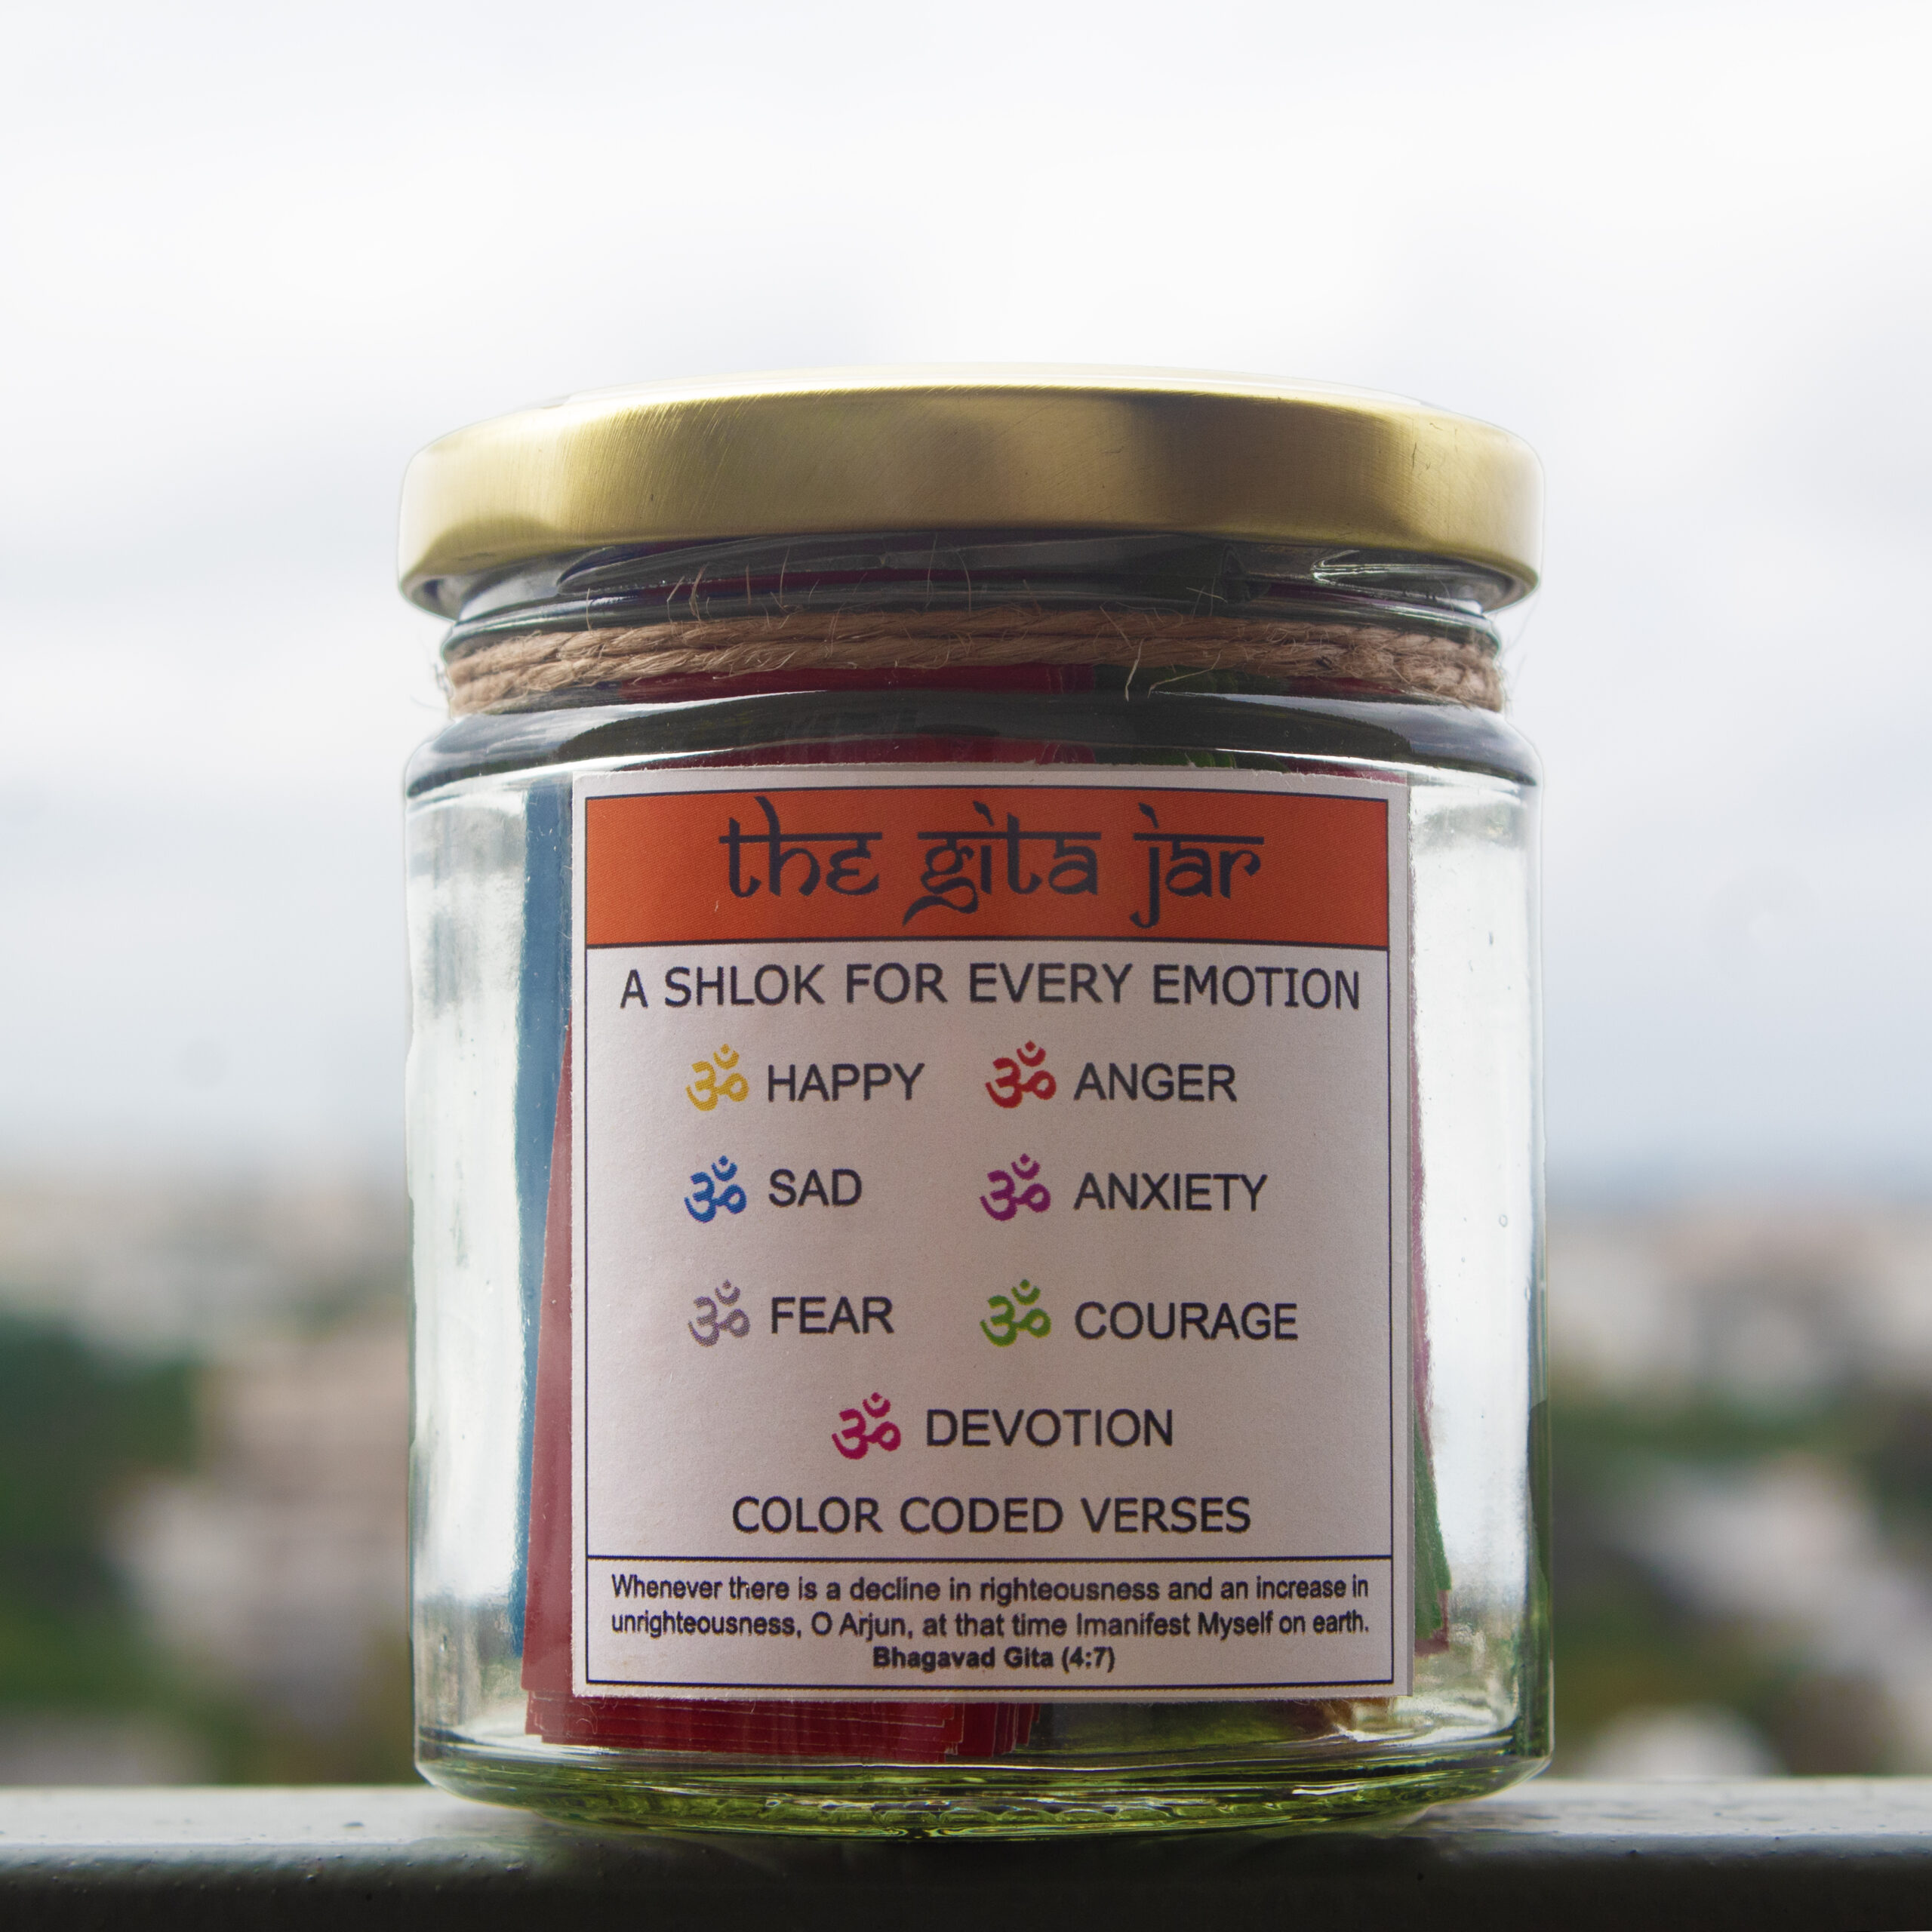 the gita jar
A SHLOK FOR EVERY EMOTION
ॐ HAPPY ॐ ANGER
ॐ SAD ॐ ANXIETY
ॐ FEAR ॐ COURAGE
ॐ DEVOTION
COLOR CODED VERSES
Whenever there is a decline in righteousness and an increase in
unrighteousness, O Arjun, at that time Imanifest Myself on earth.
Bhagavad Gita (4:7)